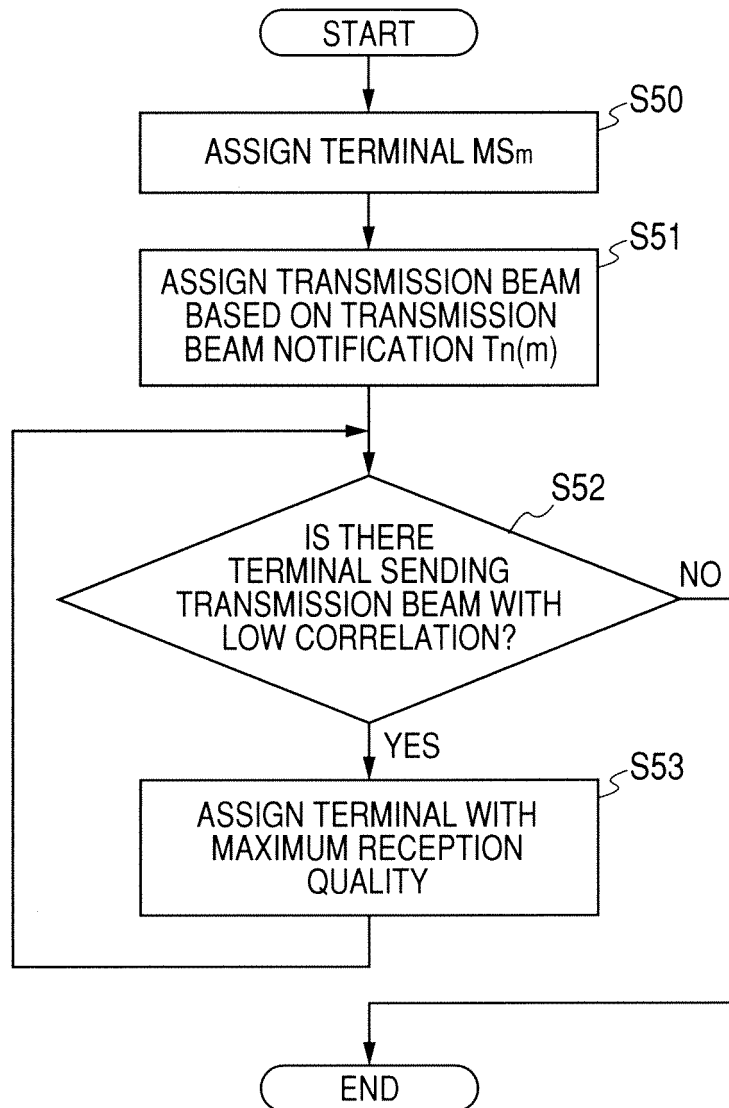 START
S50
ASSIGN TERMINAL MSm
S51
ASSIGN TRANSMISSION BEAM
BASED ON TRANSMISSION
BEAM NOTIFICATION Tn(m)
S52
IS THERE
TERMINAL SENDING
TRANSMISSION BEAM WITH
LOW CORRELATION?
NO
YES
S53
ASSIGN TERMINAL WITH
MAXIMUM RECEPTION
QUALITY
END